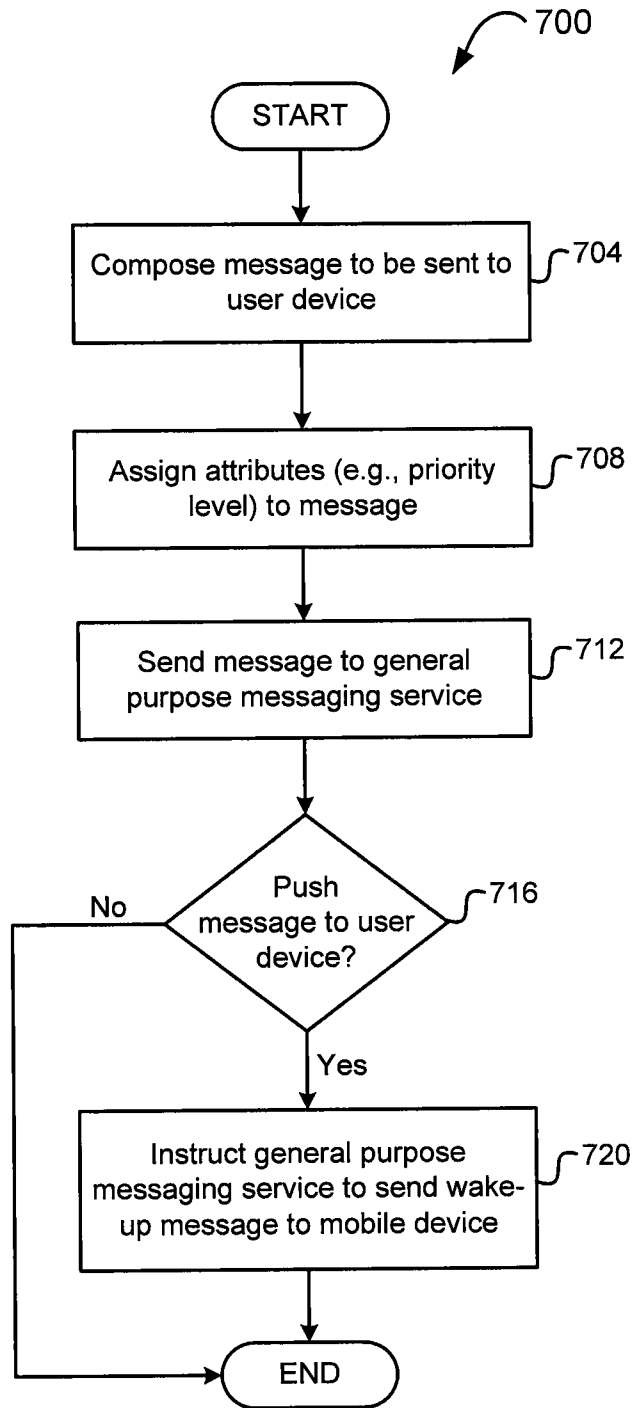 700
START
Compose message to be sent to
user device
704
Assign attributes (e.g., priority
level) to message
708
Send message to general
purpose messaging service
712
Push
message to user
device?
716
No
Yes
Instruct general purpose
messaging service to send wake-
up message to mobile device
720
END